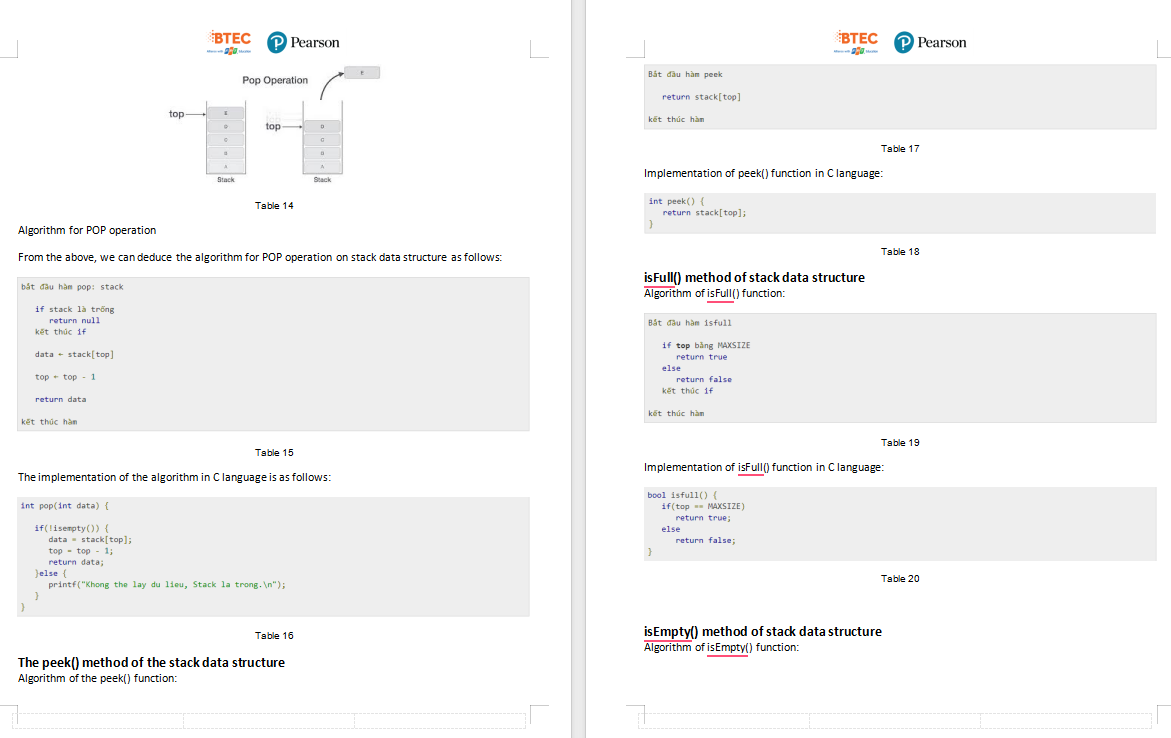 BTEC
Pearson
Pop Operation
E
top
E
D
C
B
A
Stack
top
D
C
B
A
Stack
Table 14
Algorithm for POP operation
From the above, we can deduce the algorithm for POP operation on stack data structure as follows:
bắt đầu hàm pop: stack
if stack là trống
return null
kết thúc if
data ← stack[top]
top ← top - 1
return data
kết thúc hàm
Table 15
The implementation of the algorithm in C language is as follows:
int pop(int data) {
if(!isempty()) {
data = stack[top];
top = top - 1;
return data;
}else {
printf("Khong the lay du lieu, Stack la trong.\n");
}
}
Table 16
The peek() method of the stack data structure
Algorithm of the peek() function:
BTEC
Pearson
Bắt đầu hàm peek
return stack[top]
kết thúc hàm
Table 17
Implementation of peek() function in C language:
int peek() {
return stack[top];
}
Table 18
isFull() method of stack data structure
Algorithm of isFull() function:
Bắt đầu hàm isfull
if top bằng MAXSIZE
return true
else
return false
kết thúc if
kết thúc hàm
Table 19
Implementation of isFull() function in C language:
bool isfull() {
if(top == MAXSIZE)
return true;
else
return false;
}
Table 20
isEmpty() method of stack data structure
Algorithm of isEmpty() function: